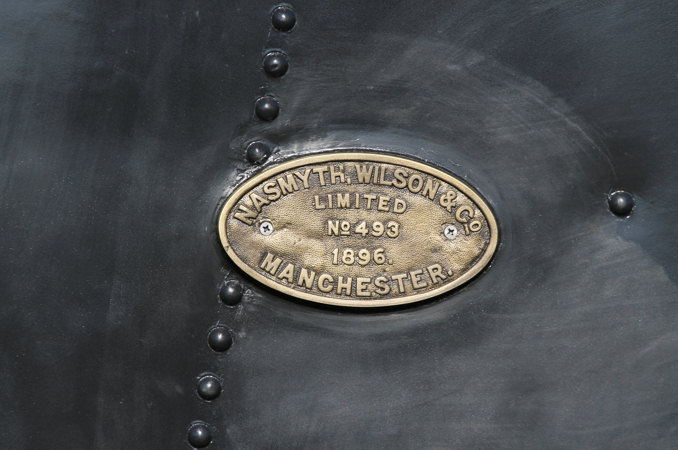 NASMYTH, WILSON & Co
LIMITED
No 493
1896.
MANCHESTER.